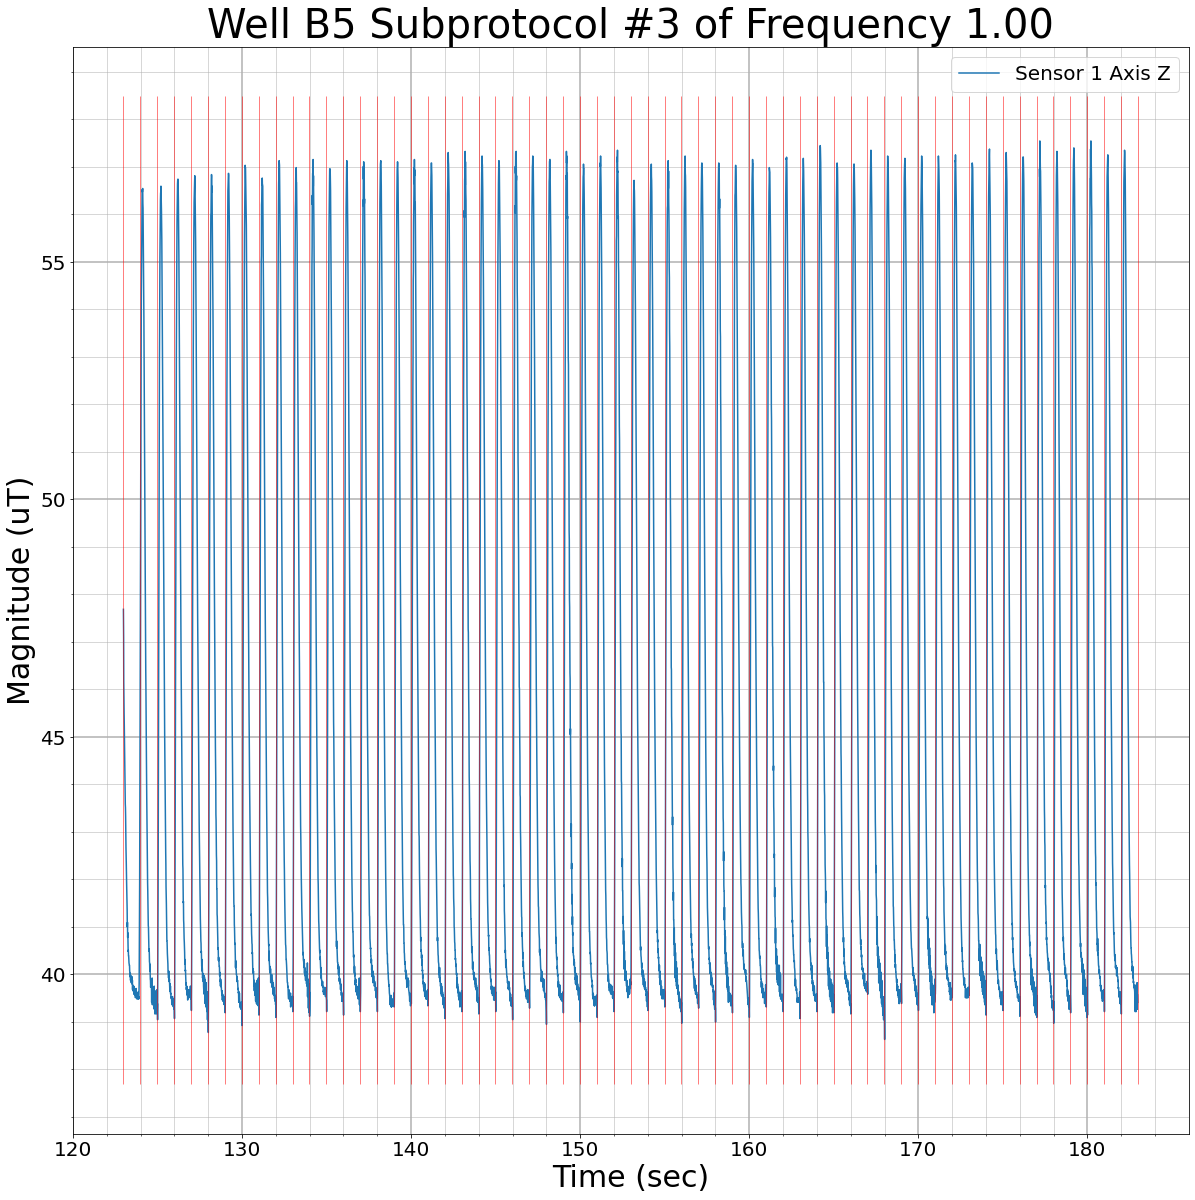 Well B5 Subprotocol #3 of Frequency 1.00
Sensor 1 Axis Z
55
50
45
40
Magnitude (uT)
120 130 140 150 160 170 180
Time (sec)